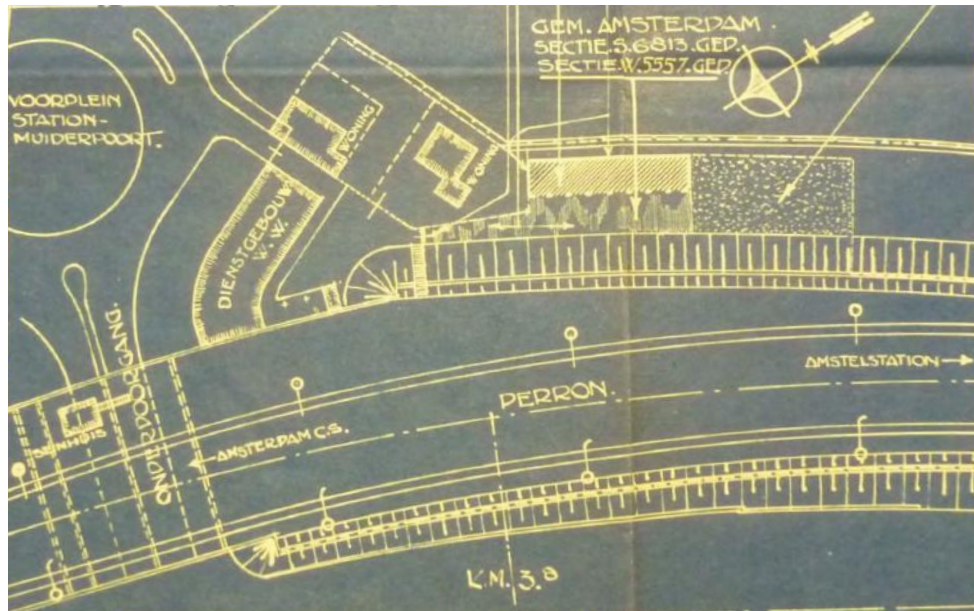 GEM. AMSTERDAM.
SECTIE.S.6813.GED.
SECTIE.W.5557.GED.
VOORPLEIN
STATION-
MUIDERPOORT.
WONING
WONING
DIENSTGEBOUW
W.W.
ONDERDOORGANG.
SEINHUIS
AMSTERDAM C.S.
PERRON.
AMSTELSTATION
K.M. 3.8